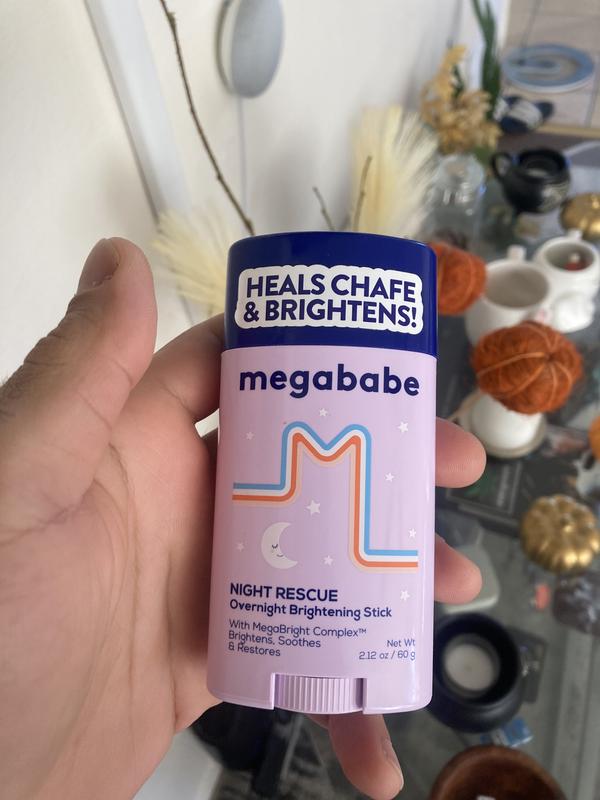 HEALS CHAFE
& BRIGHTENS!
megababe
NIGHT RESCUE
Overnight Brightening Stick
With MegaBright Complex™
Brightens, Soothes
& Restores
Net Wt
2.12 oz / 60 g